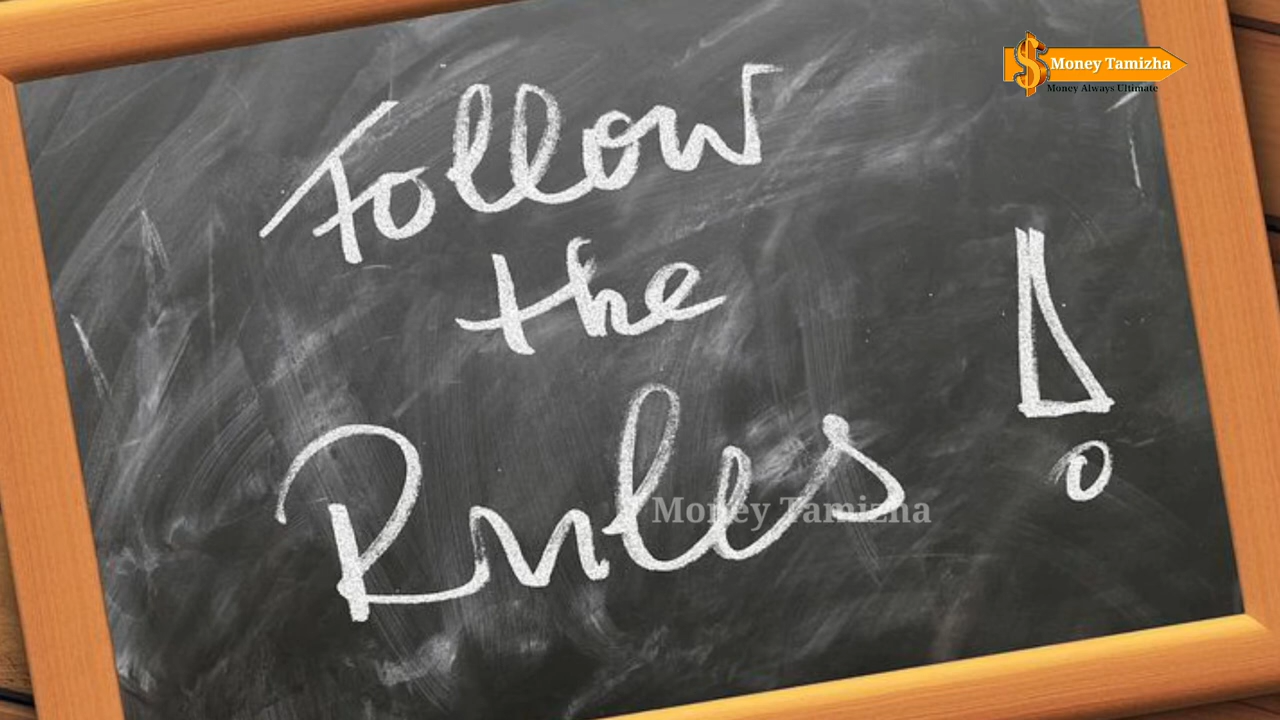 Money Tamizha
Money Always Ultimate
Follow
the
Rules !
Money Tamizha